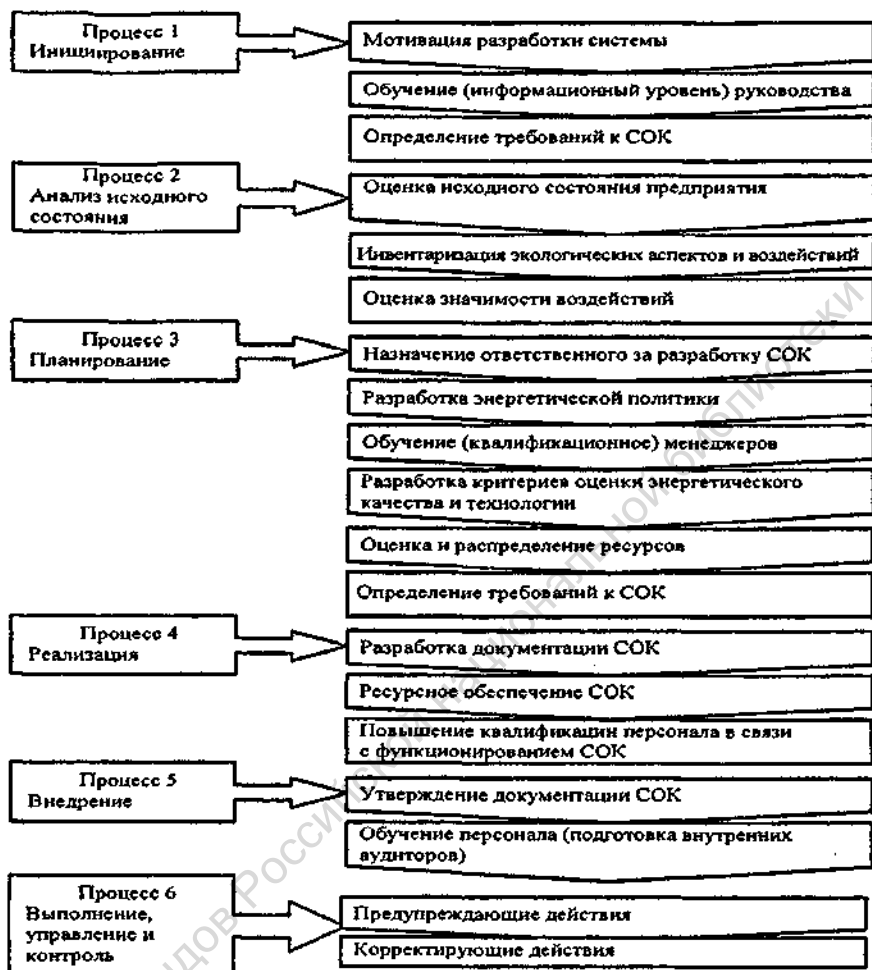 Процесс 1
Инициирование
Мотивация разработки системы
Обучение (информационный уровень) руководства
Определение требований к СОК
Процесс 2
Анализ исходного
состояния
Оценка исходного состояния предприятия
Инвентаризация экологических аспектов и воздействий
Оценка значимости воздействий
Процесс 3
Планирование
Назначение ответственного за разработку СОК
Разработка энергетической политики
Обучение (квалификационное) менеджеров
Разработка критериев оценки энергетического
качества и технологии
Оценка и распределение ресурсов
Определение требований к СОК
Процесс 4
Реализация
Разработка документации СОК
Ресурсное обеспечение СОК
Повышение квалификации персонала в связи
с функционированием СОК
Процесс 5
Внедрение
Утверждение документации СОК
Обучение персонала (подготовка внутренних
аудиторов)
Процесс 6
Выполнение,
управление и
контроль
Предупреждающие действия
Корректирующие действия
Российской национальной библиотеки